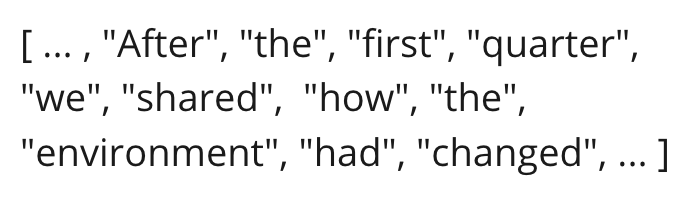 [ ... , "After", "the", "first", "quarter",
"we", "shared",  "how", "the",
"environment", "had", "changed", ... ]